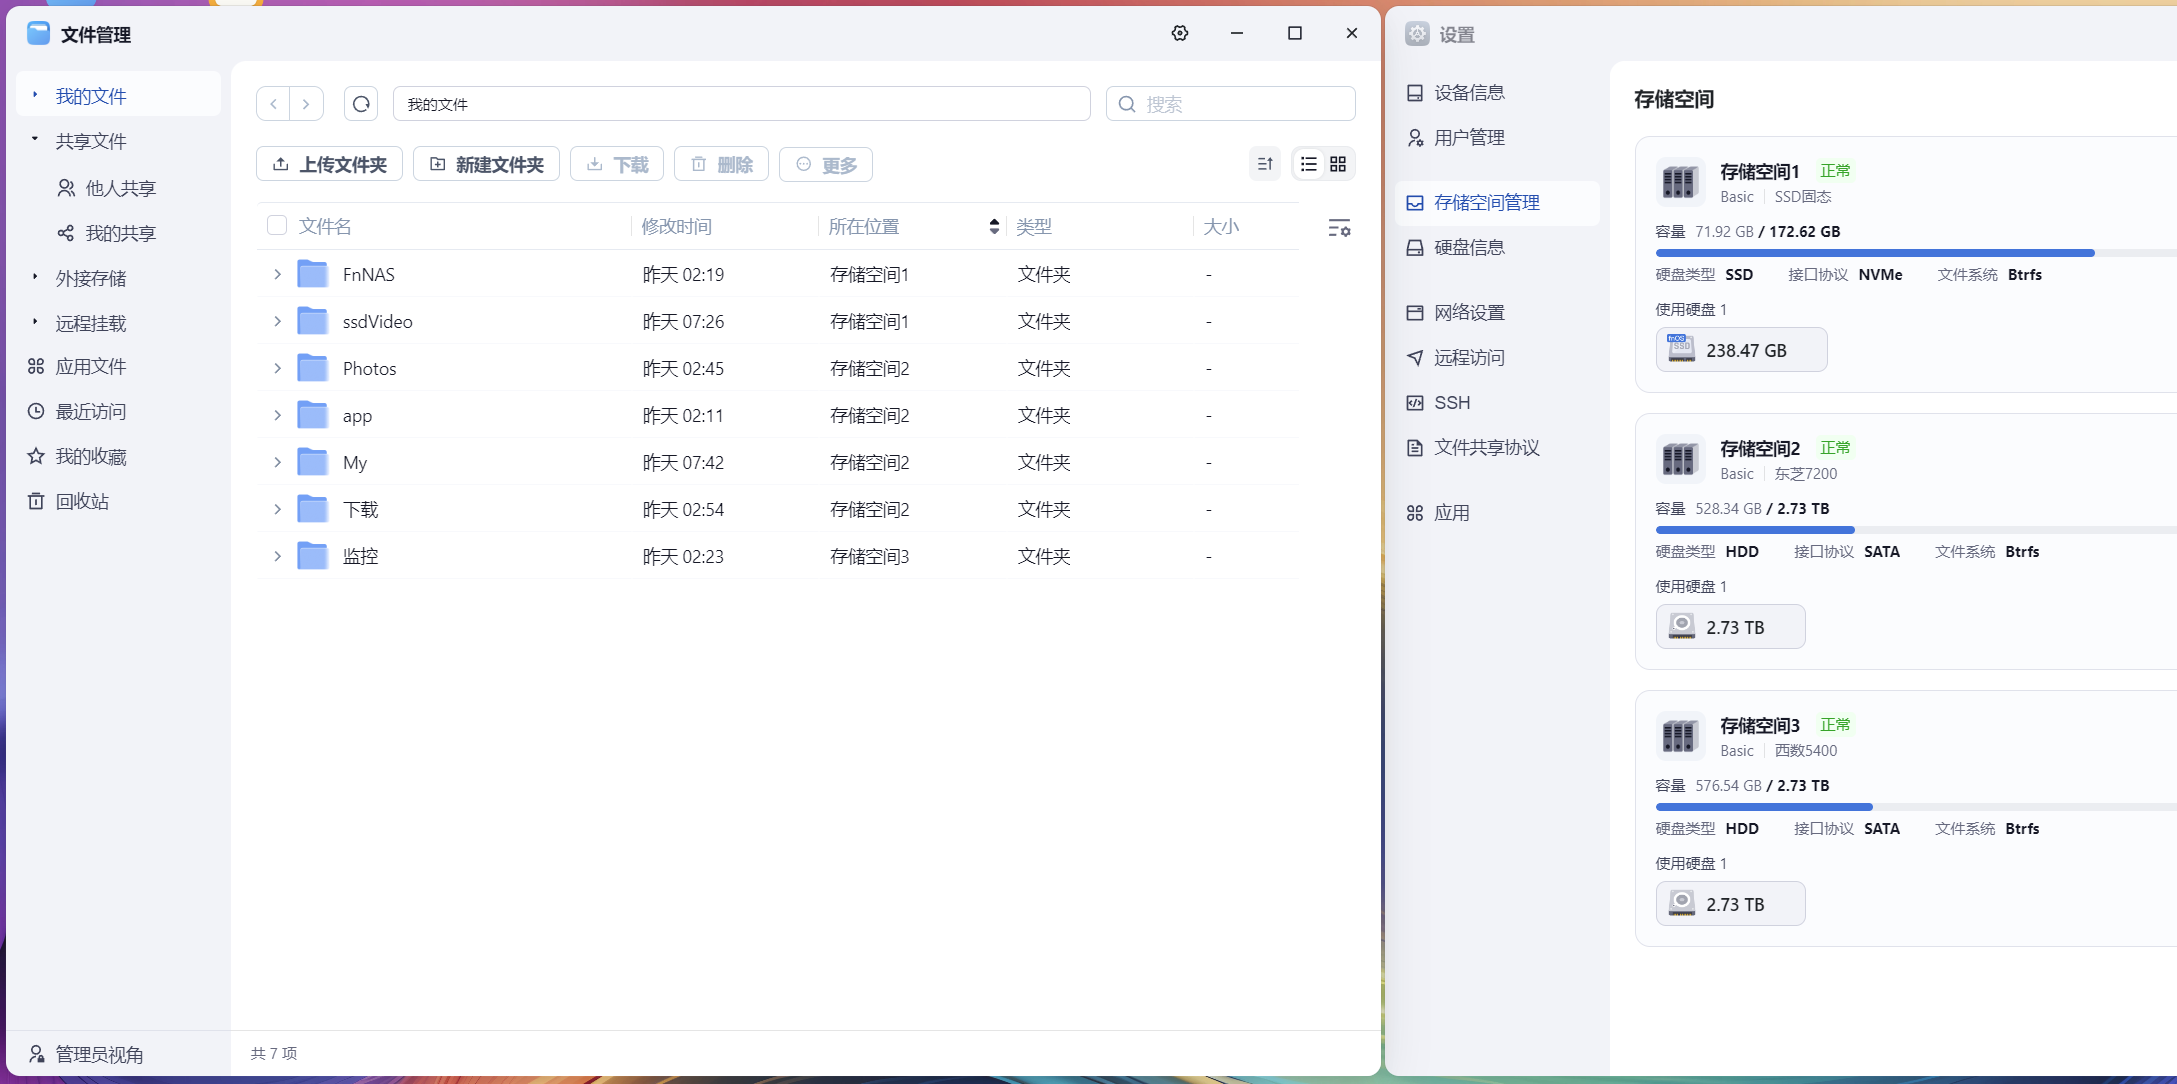 文件管理
我的文件
共享文件
他人共享
我的共享
外接存储
远程挂载
应用文件
最近访问
我的收藏
回收站
管理员视角
我的文件
搜索
上传文件夹 新建文件夹 下载 删除 更多
文件名 修改时间 所在位置 类型 大小
FnNAS 昨天 02:19 存储空间1 文件夹 -
ssdVideo 昨天 07:26 存储空间1 文件夹 -
Photos 昨天 02:45 存储空间2 文件夹 -
app 昨天 02:11 存储空间2 文件夹 -
My 昨天 07:42 存储空间2 文件夹 -
下载 昨天 02:54 存储空间2 文件夹 -
监控 昨天 02:23 存储空间3 文件夹 -
共 7 项
设置
设备信息
用户管理
存储空间管理
硬盘信息
网络设置
远程访问
SSH
文件共享协议
应用
存储空间
存储空间1 正常
Basic SSD固态
容量 71.92 GB / 172.62 GB
硬盘类型 SSD 接口协议 NVMe 文件系统 Btrfs
使用硬盘 1
fnOS
SSD
238.47 GB
存储空间2 正常
Basic 东芝7200
容量 528.34 GB / 2.73 TB
硬盘类型 HDD 接口协议 SATA 文件系统 Btrfs
使用硬盘 1
2.73 TB
存储空间3 正常
Basic 西数5400
容量 576.54 GB / 2.73 TB
硬盘类型 HDD 接口协议 SATA 文件系统 Btrfs
使用硬盘 1
2.73 TB